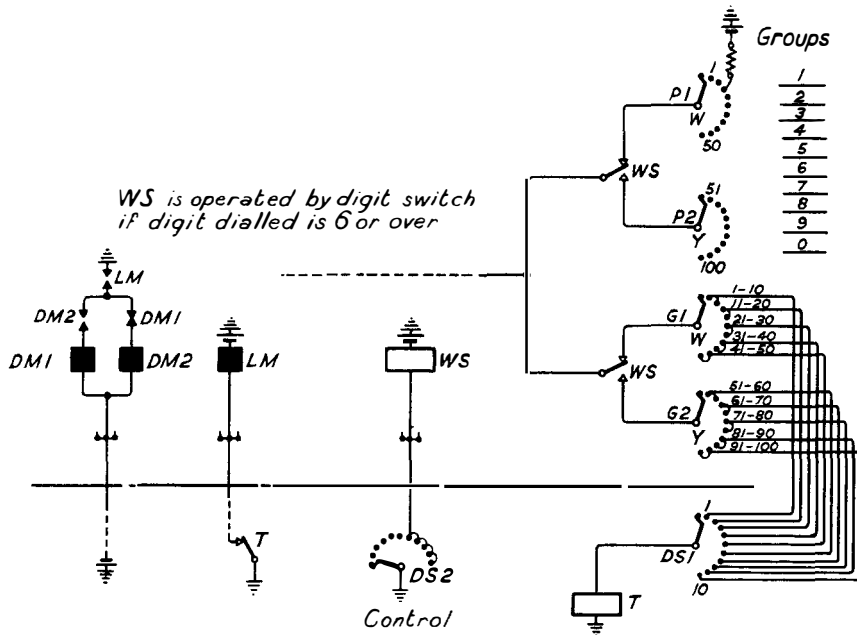 Groups
1
P1
W
50
1
2
3
4
5
6
7
8
9
0
WS
51
P2
Y
100
WS is operated by digit switch
if digit dialled is 6 or over
LM
DM2
DM1
DM1
DM2
LM
WS
1-10
11-20
21-30
31-40
41-50
G1
W
WS
51-60
61-70
71-80
81-90
91-100
G2
Y
T
DS2
Control
1
DS1
10
T